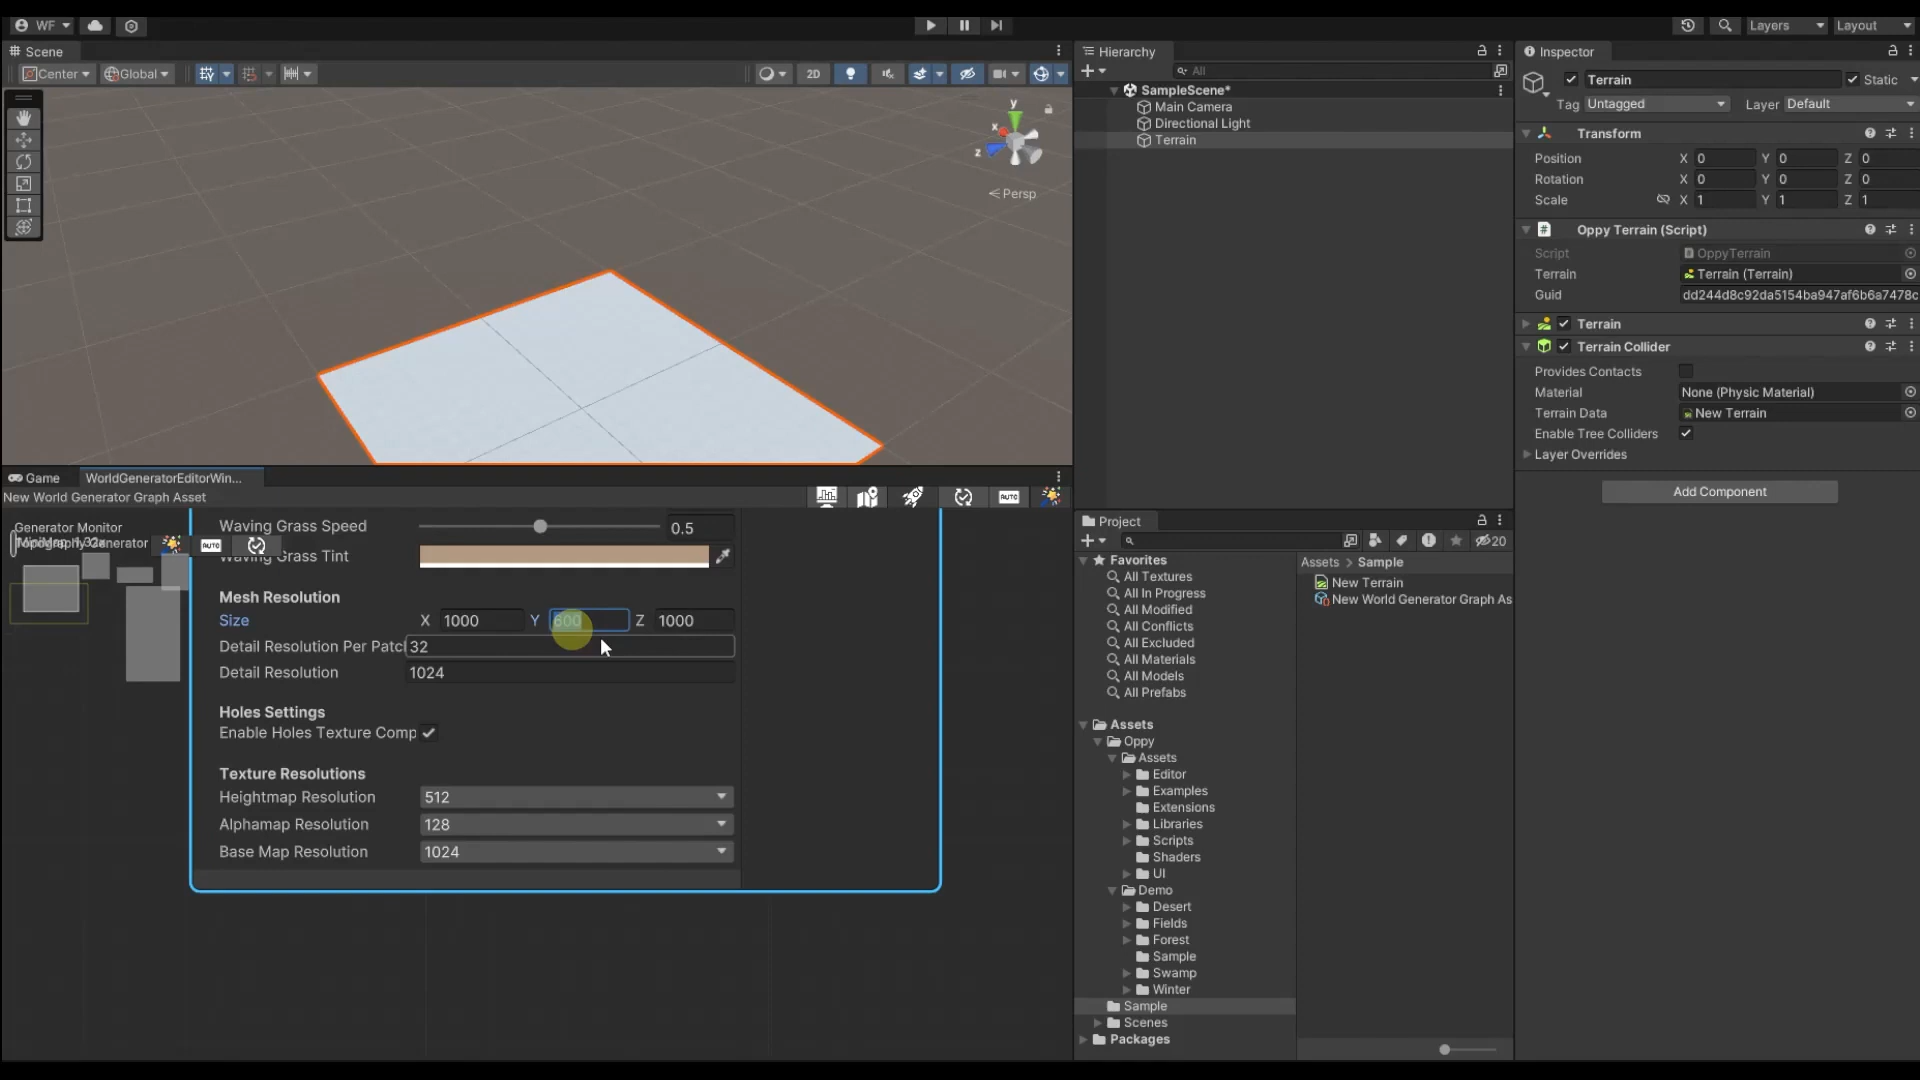 WF
Layers
Layout
Scene
Center
Global
2D
y
x
z
Persp
Game
WorldGeneratorEditorWin...
New World Generator Graph Asset
AUTO
Generator Monitor
Topography Generator
AUTO
Waving Grass Speed
0.5
Waving Grass Tint
Mesh Resolution
Size
X
1000
Y
600
Z
1000
Detail Resolution Per Patc
32
Detail Resolution
1024
Holes Settings
Enable Holes Texture Comp
Texture Resolutions
Heightmap Resolution
512
Alphamap Resolution
128
Base Map Resolution
1024
Hierarchy
All
SampleScene*
Main Camera
Directional Light
Terrain
Project
20
Favorites
All Textures
All In Progress
All Modified
All Conflicts
All Excluded
All Materials
All Models
All Prefabs
Assets
Oppy
Assets
Editor
Examples
Extensions
Libraries
Scripts
Shaders
UI
Demo
Desert
Fields
Forest
Sample
Swamp
Winter
Sample
Scenes
Packages
Assets > Sample
New Terrain
New World Generator Graph As
Inspector
Terrain
Static
Tag
Untagged
Layer
Default
Transform
Position
X 0
Y 0
Z 0
Rotation
X 0
Y 0
Z 0
Scale
X 1
Y 1
Z 1
Oppy Terrain (Script)
Script
OppyTerrain
Terrain
Terrain (Terrain)
Guid
dd244d8c92da5154ba947af6b6a7478c
Terrain
Terrain Collider
Provides Contacts
Material
None (Physic Material)
Terrain Data
New Terrain
Enable Tree Colliders
Layer Overrides
Add Component